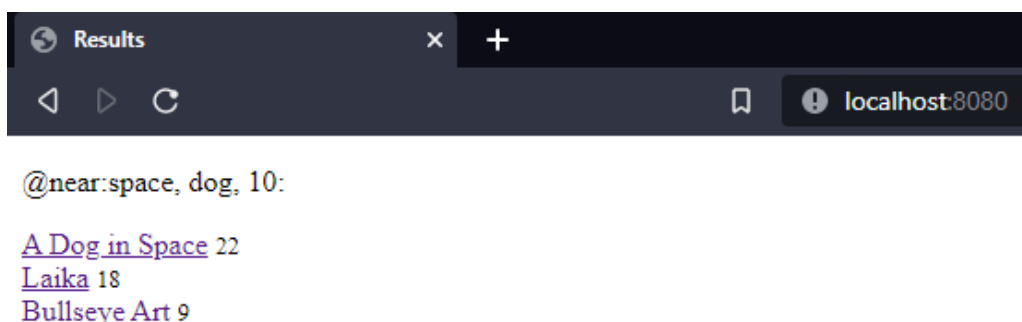 Results
localhost:8080
@near:space, dog, 10:
A Dog in Space 22
Laika 18
Bullseye Art 9